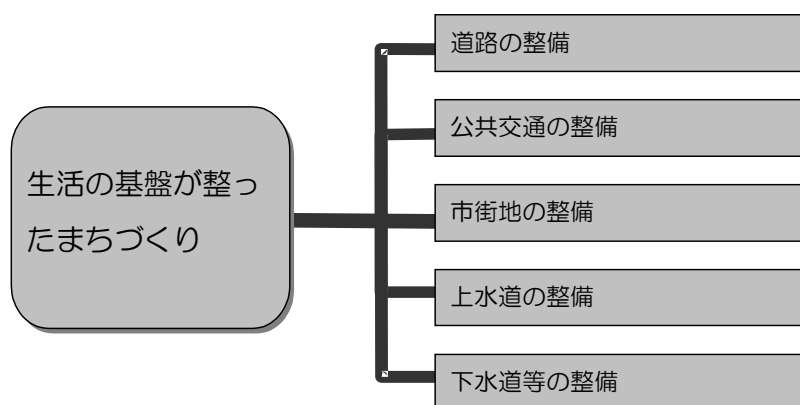 生活の基盤が整っ
たまちづくり
道路の整備
公共交通の整備
市街地の整備
上水道の整備
下水道等の整備